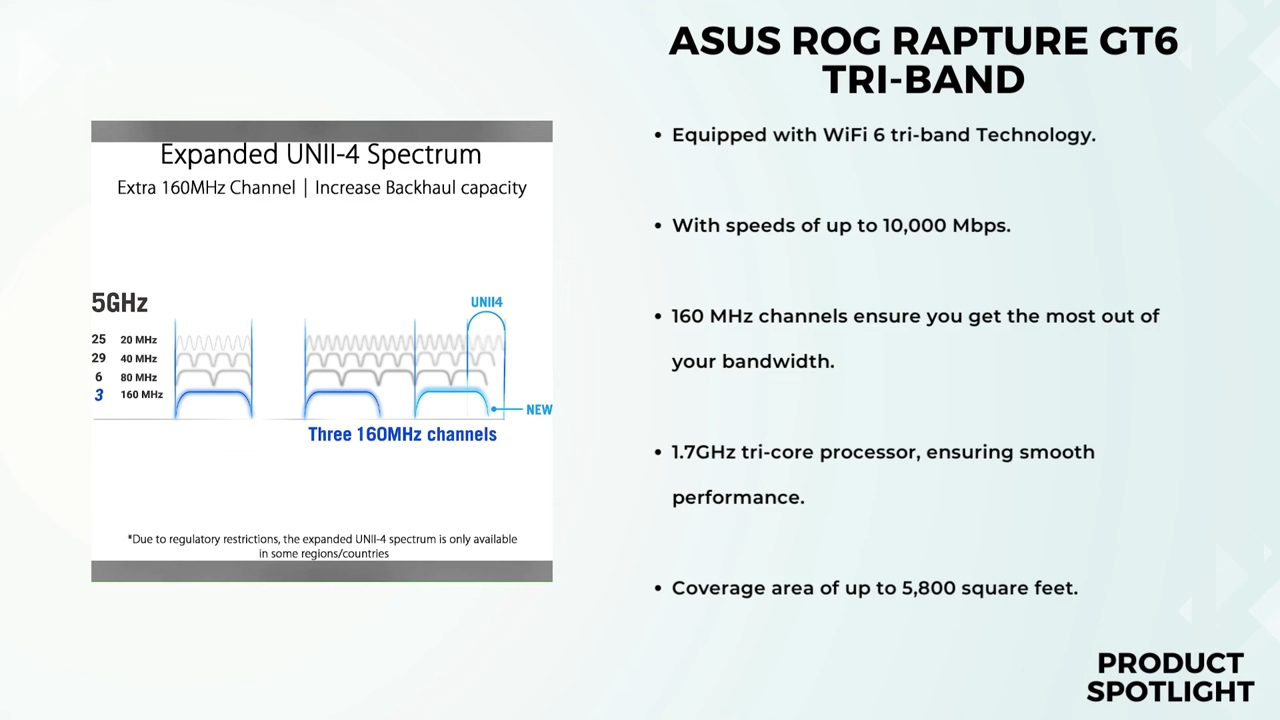 ASUS ROG RAPTURE GT6
TRI-BAND
Expanded UNII-4 Spectrum
Extra 160MHz Channel | Increase Backhaul capacity
5GHz
UNII4
25 20 MHz
29 40 MHz
6 80 MHz
3 160 MHz
NEW
Three 160MHz channels
*Due to regulatory restrictions, the expanded UNII-4 spectrum is only available
in some regions/countries
• Equipped with WiFi 6 tri-band Technology.
• With speeds of up to 10,000 Mbps.
• 160 MHz channels ensure you get the most out of
your bandwidth.
• 1.7GHz tri-core processor, ensuring smooth
performance.
• Coverage area of up to 5,800 square feet.
PRODUCT
SPOTLIGHT